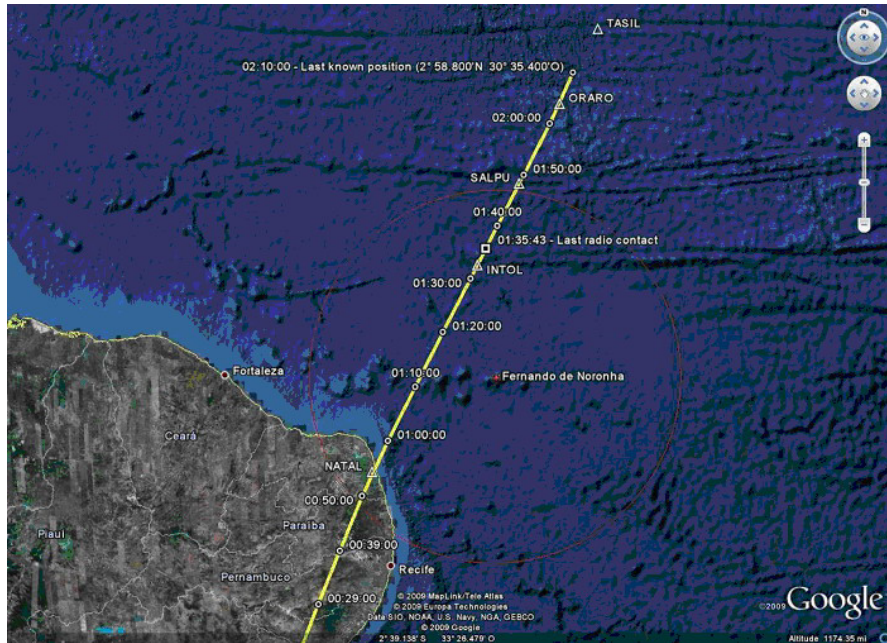 N
TASIL
02:10:00 - Last known position (2° 58.800'N  30° 35.400'O)
ORARO
02:00:00
01:50:00
SALPU
01:40:00
01:35:43 - Last radio contact
INTOL
01:30:00
01:20:00
Fortaleza
01:10:00
Fernando de Noronha
Ceará
01:00:00
NATAL
00:50:00
Paraíba
Piauí
00:39:00
Recife
Pernambuco
00:29:00
© 2009 MapLink/Tele Atlas
© 2009 Europa Technologies
Data SIO, NOAA, U.S. Navy, NGA, GEBCO
© 2009 Google
©2009 Google
2° 39.138' S  33° 26.479' O
Altitude  1174.35 mi